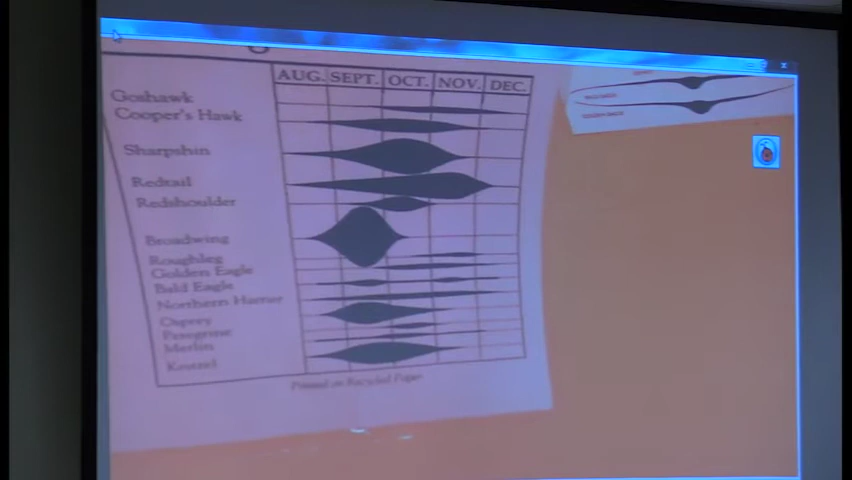 AUG. SEPT. OCT. NOV. DEC.
Goshawk
Cooper's Hawk
Sharpshin
Redtail
Redshoulder
Broadwing
Roughleg
Golden Eagle
Bald Eagle
Northern Harrier
Osprey
Peregrine
Merlin
Kestrel
Printed on Recycled Paper